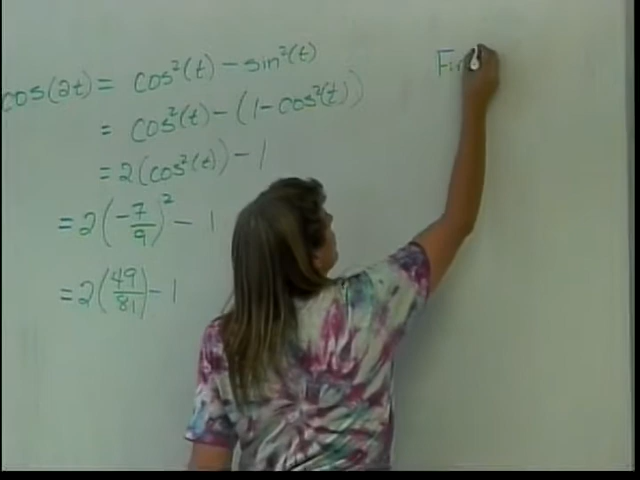 cos(2t) = cos²(t) - sin²(t)
= cos²(t) - (1 - cos²(t))
= 2(cos²(t)) - 1
= 2(-7/9)² - 1
= 2(49/81) - 1
Fi